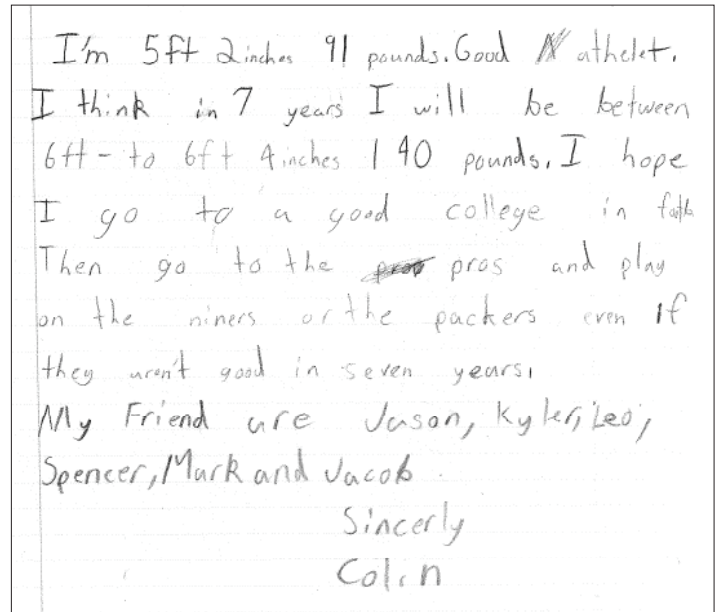 I'm 5ft 2inches 91 pounds. Good athelet.
I think in 7 years I will be between
6ft - to 6ft 4inches 190 pounds. I hope
I go to a good college in footb
Then go to the pros and play
on the niners or the packers even if
they aren't good in seven years.
My Friend are Jason, Kyler, Leo,
Spencer, Mark and Jacob.
Sincerly
Colin